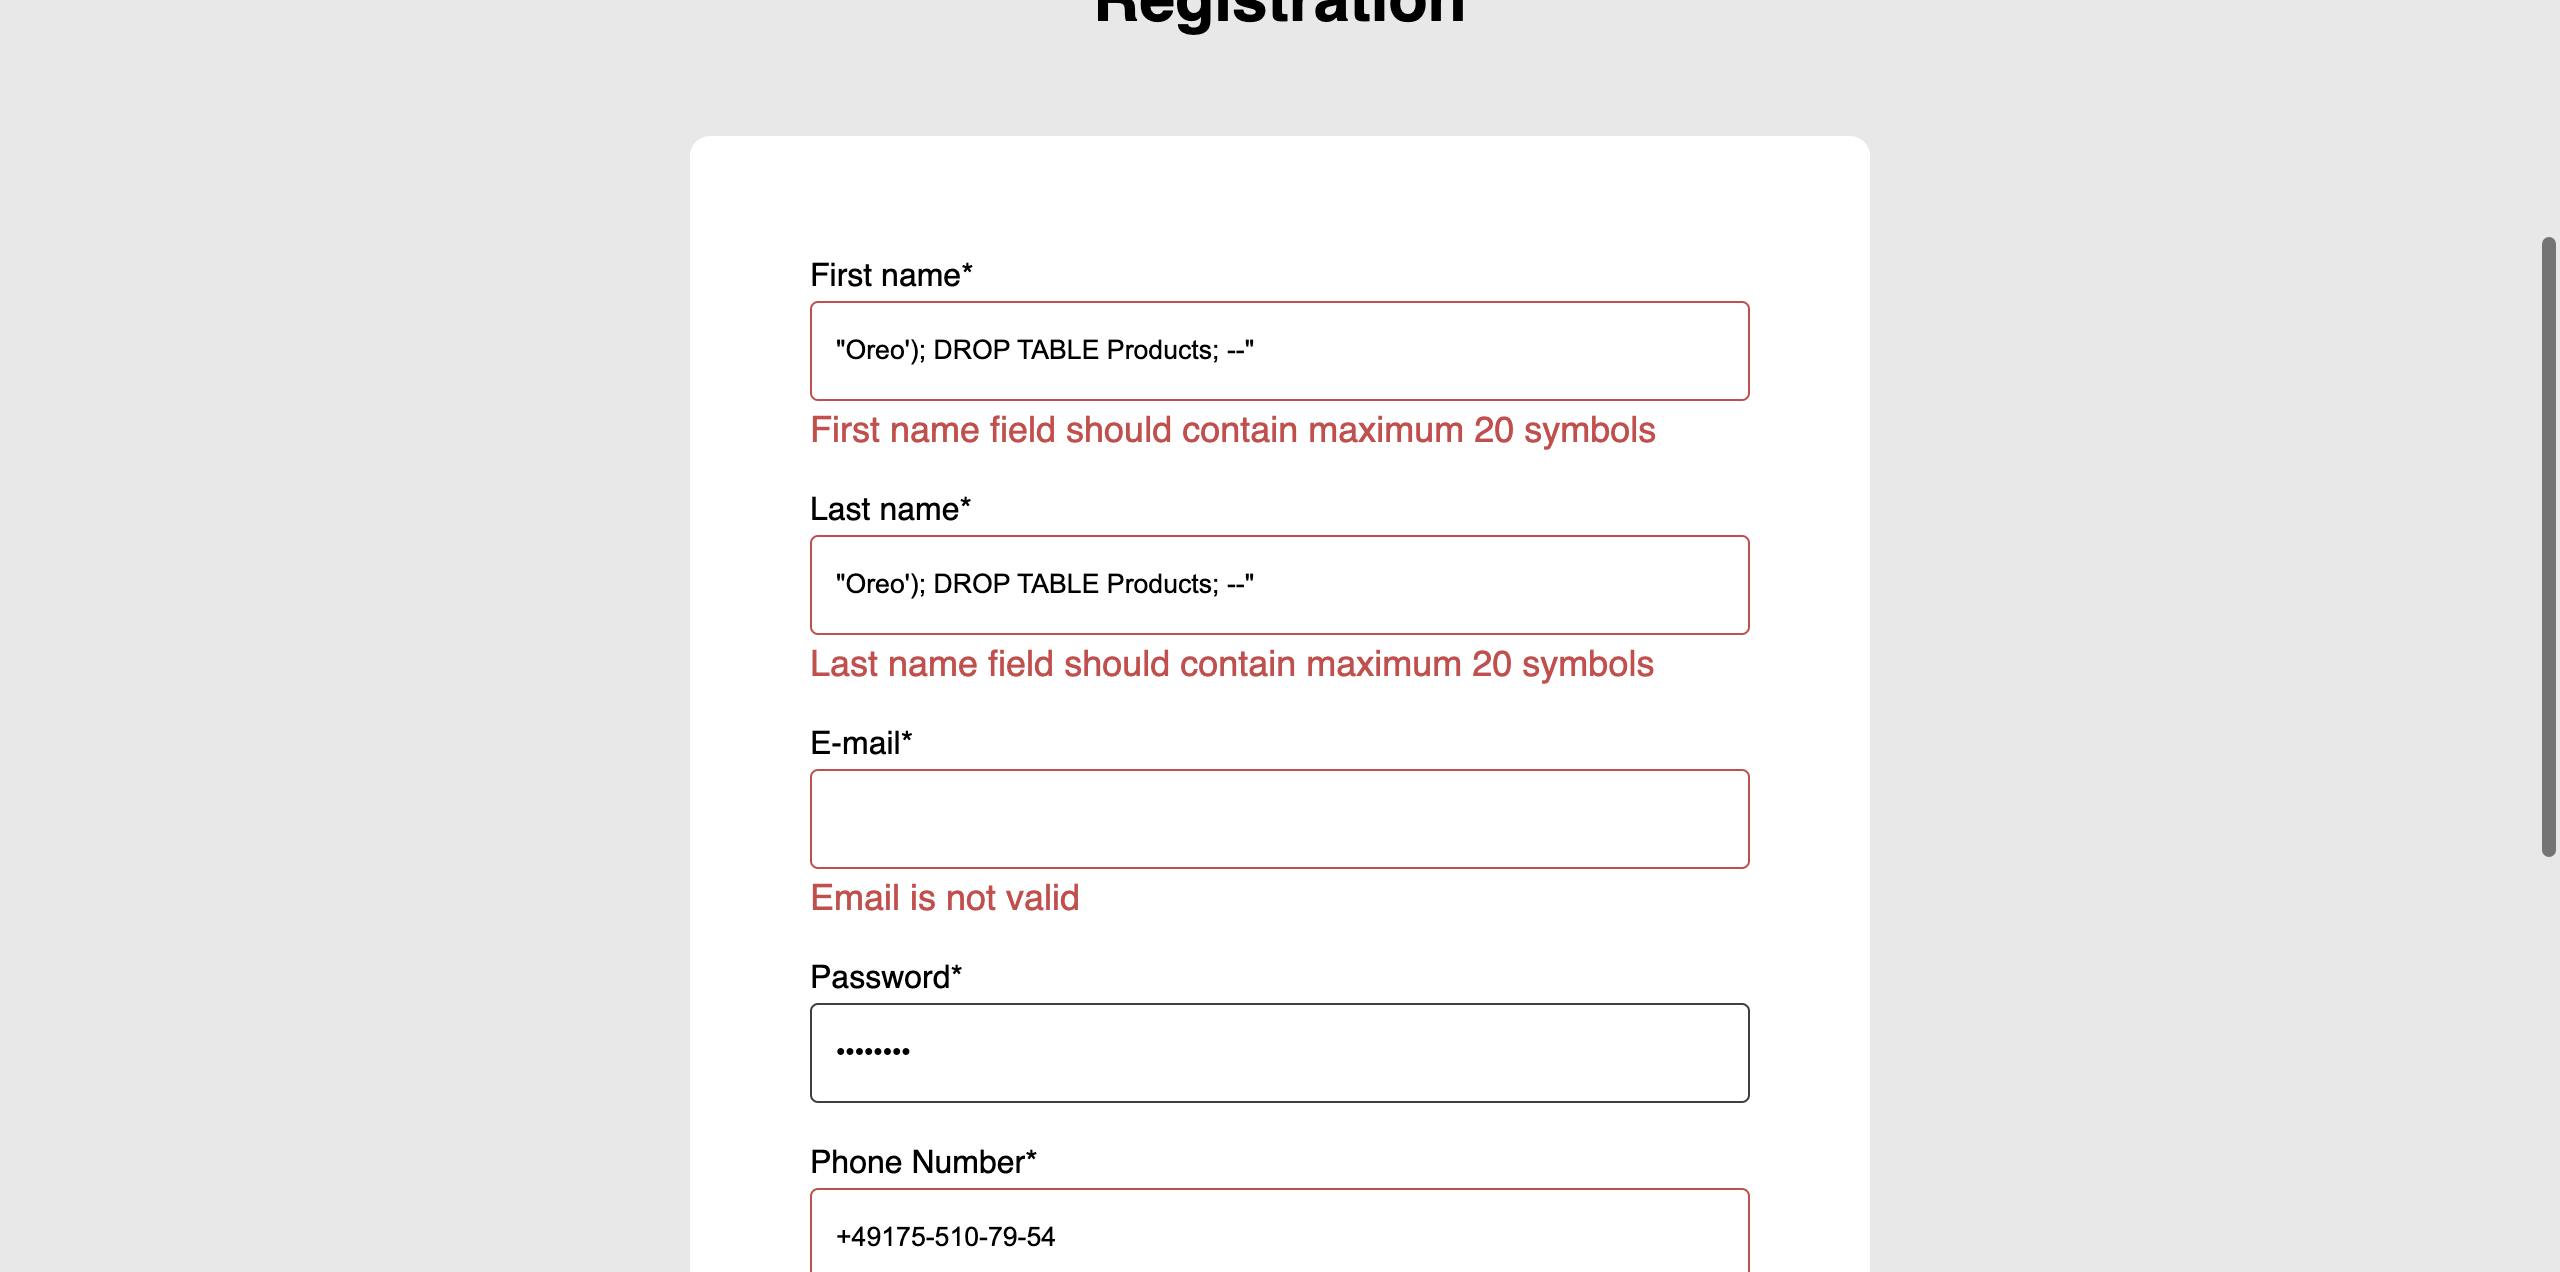 Registration
First name*
"Oreo'); DROP TABLE Products; --"
First name field should contain maximum 20 symbols
Last name*
"Oreo'); DROP TABLE Products; --"
Last name field should contain maximum 20 symbols
E-mail*
Email is not valid
Password*
••••••••
Phone Number*
+49175-510-79-54